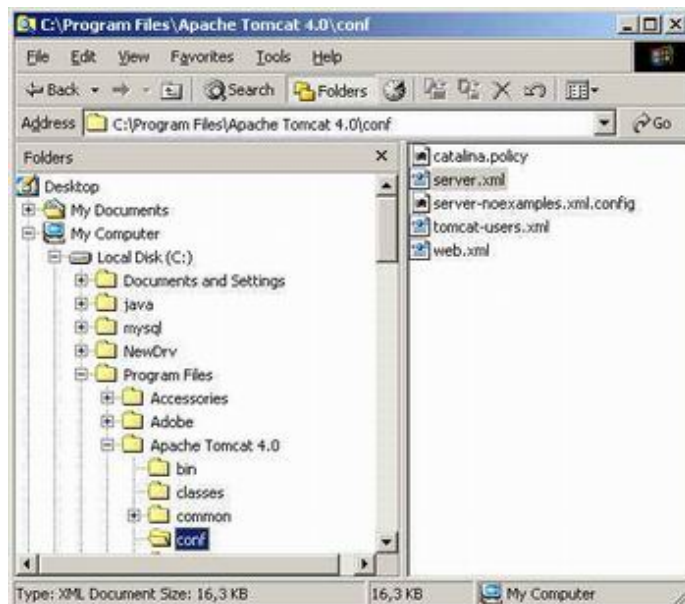 C:\Program Files\Apache Tomcat 4.0\conf
File Edit View Favorites Tools Help
Back Search Folders
Address C:\Program Files\Apache Tomcat 4.0\conf Go
Folders
Desktop
My Documents
My Computer
Local Disk (C:)
Documents and Settings
java
mysql
NewDrv
Program Files
Accessories
Adobe
Apache Tomcat 4.0
bin
classes
common
conf
catalina.policy
server.xml
server-noexamples.xml.config
tomcat-users.xml
web.xml
Type: XML Document Size: 16,3 KB 16,3 KB My Computer